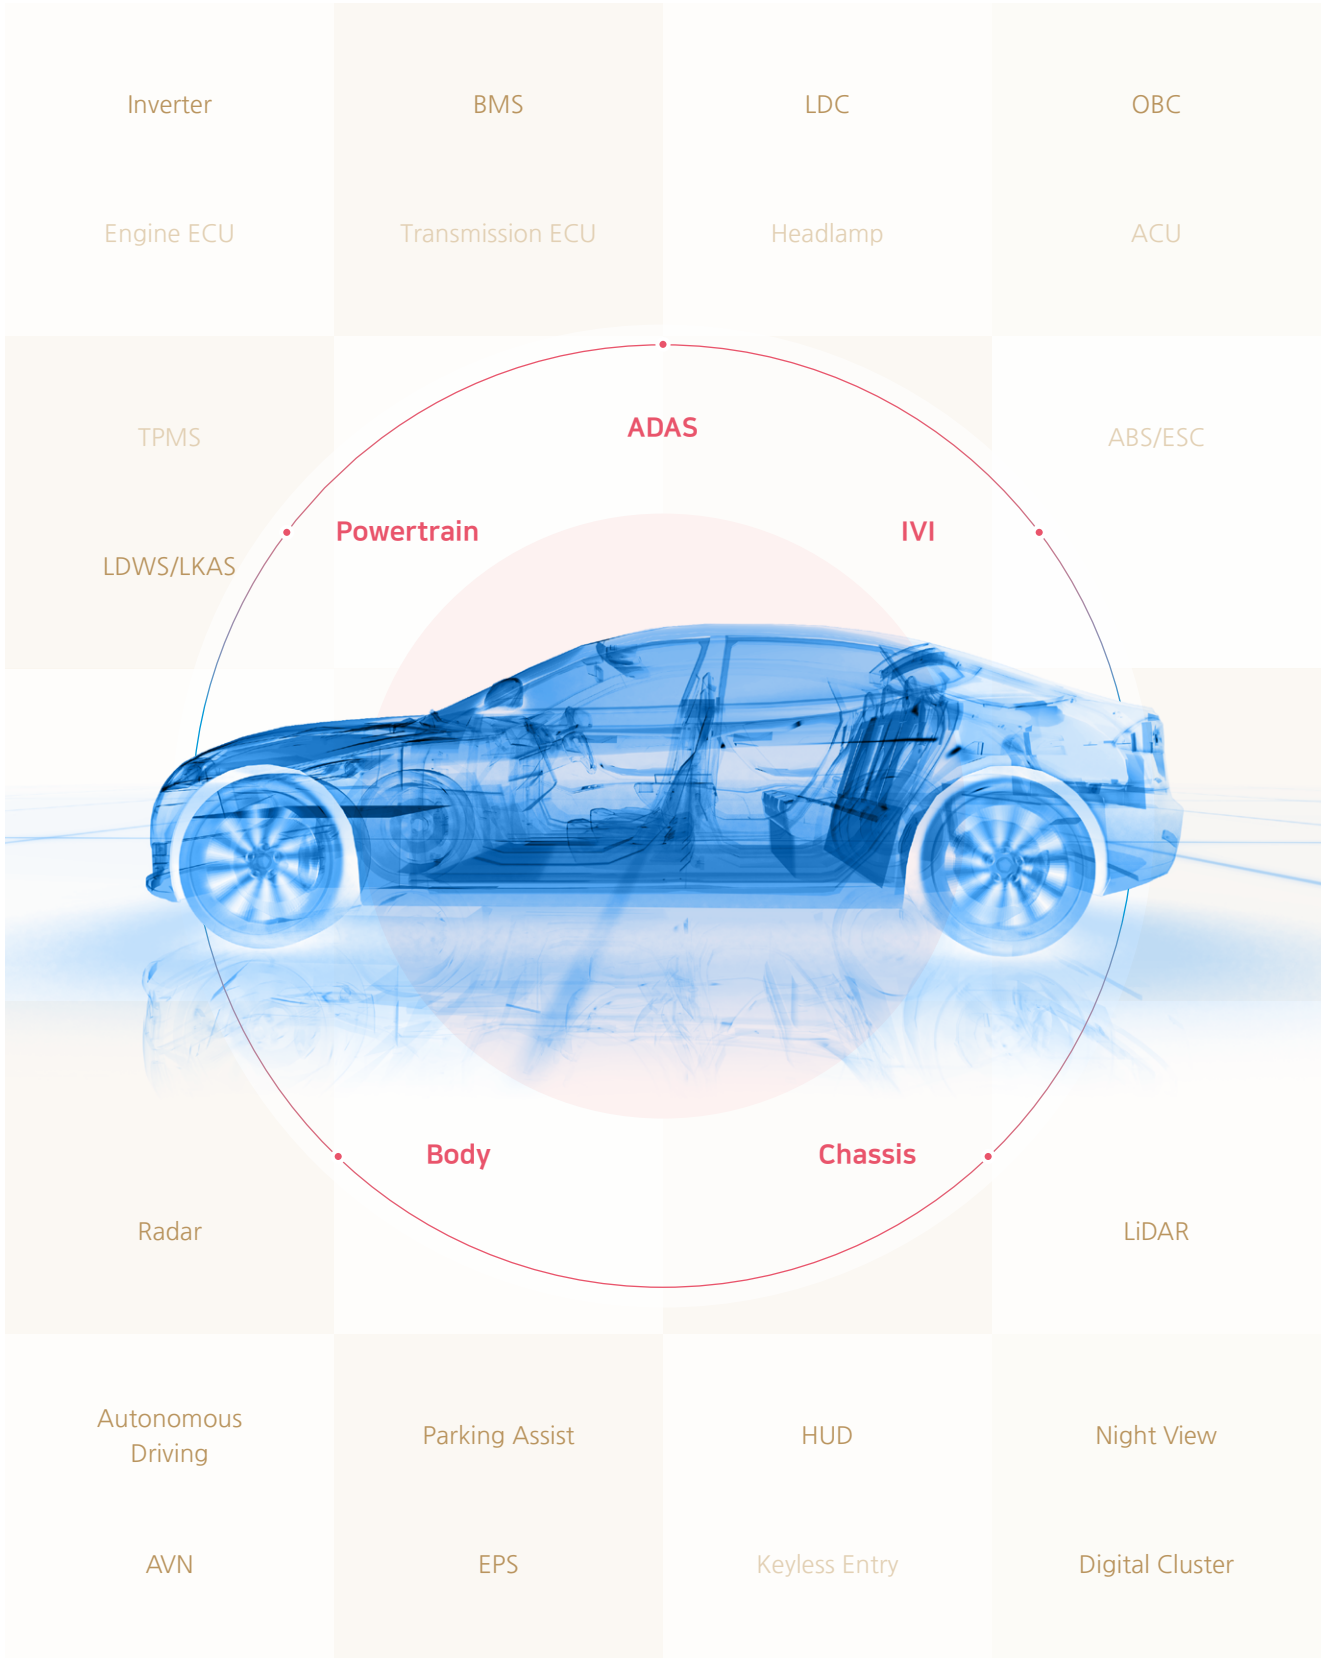 Inverter
BMS
LDC
OBC
Engine ECU
Transmission ECU
Headlamp
ACU
ADAS
TPMS
ABS/ESC
Powertrain
IVI
LDWS/LKAS
Body
Chassis
Radar
LiDAR
Autonomous
Driving
Parking Assist
HUD
Night View
AVN
EPS
Keyless Entry
Digital Cluster